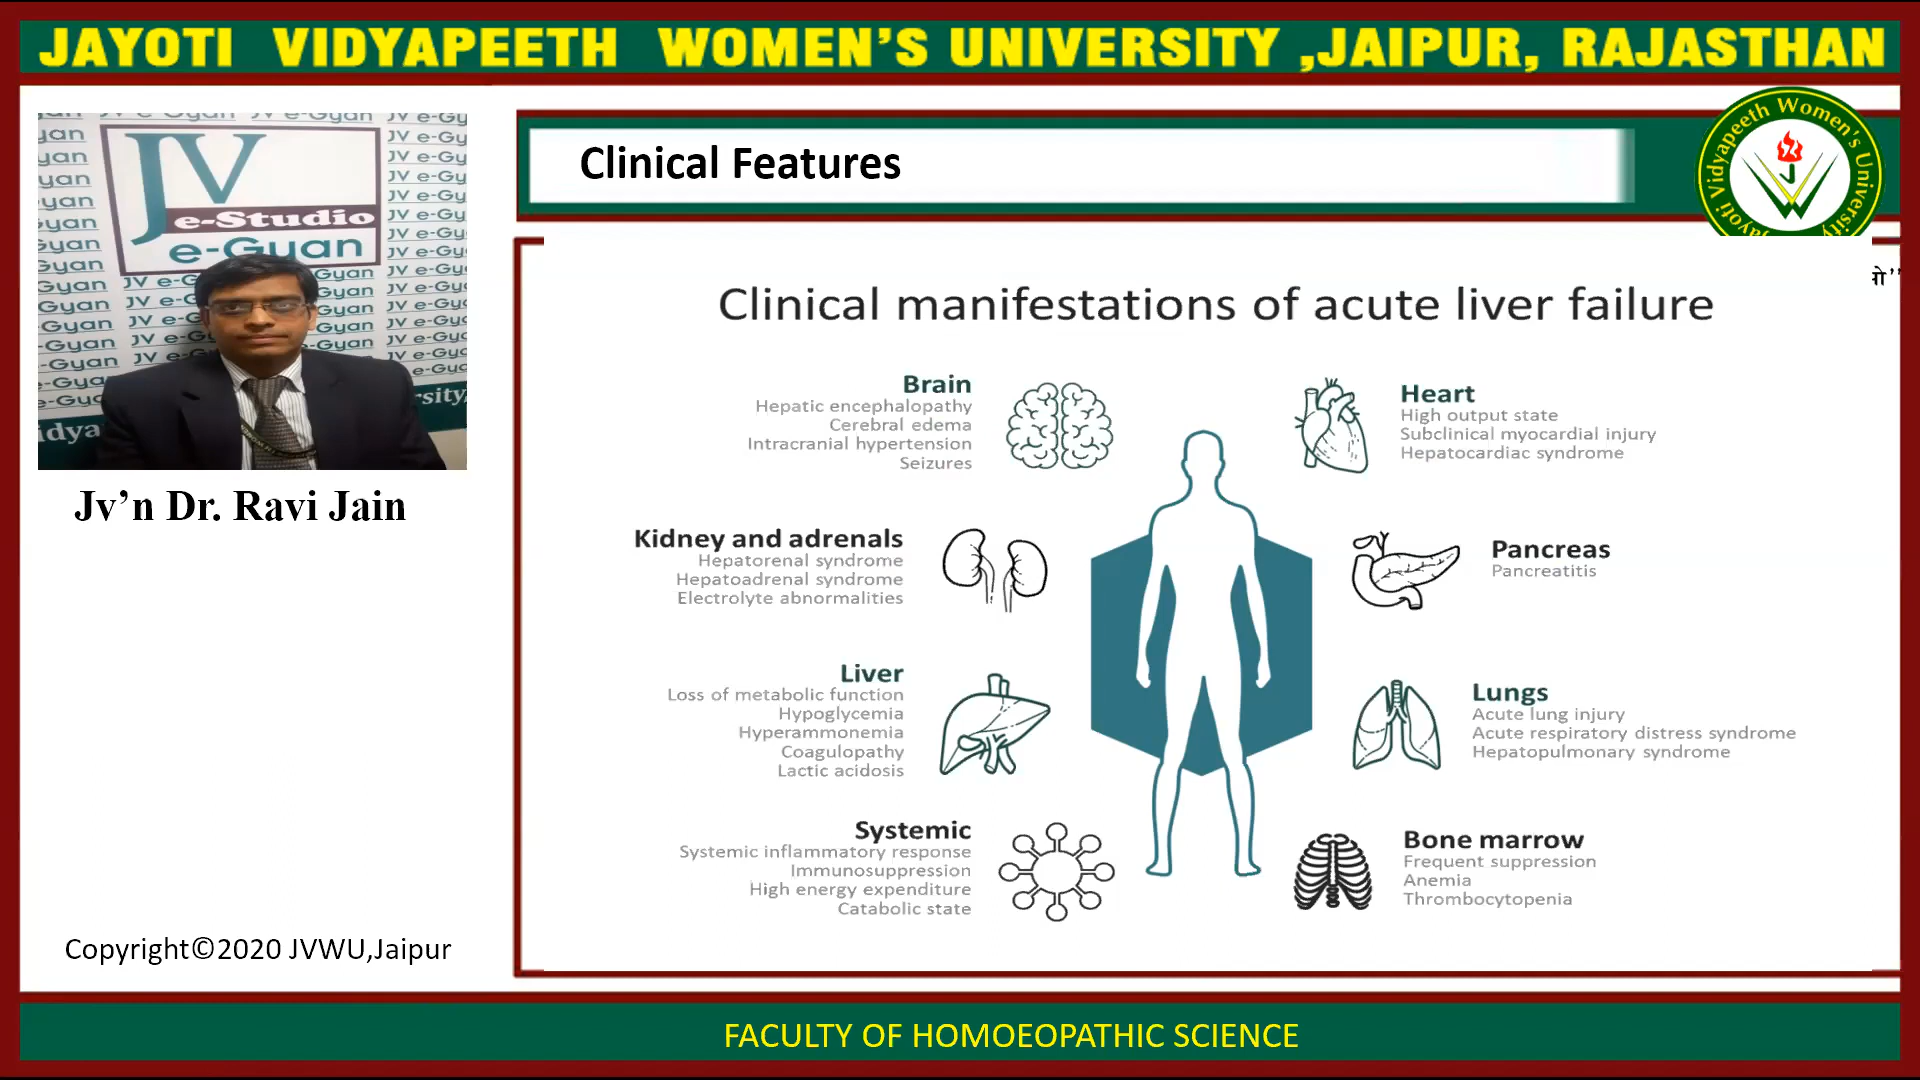 JAYOTI VIDYAPEETH WOMEN'S UNIVERSITY ,JAIPUR, RAJASTHAN
JV
e-Studio
e-Gyan
Jv'n Dr. Ravi Jain
Copyright©2020 JVWU,Jaipur
Clinical Features
Jayoti Vidyapeeth Women's University
Clinical manifestations of acute liver failure
Brain
Hepatic encephalopathy
Cerebral edema
Intracranial hypertension
Seizures
Heart
High output state
Subclinical myocardial injury
Hepatocardiac syndrome
Kidney and adrenals
Hepatorenal syndrome
Hepatoadrenal syndrome
Electrolyte abnormalities
Pancreas
Pancreatitis
Liver
Loss of metabolic function
Hypoglycemia
Hyperammonemia
Coagulopathy
Lactic acidosis
Lungs
Acute lung injury
Acute respiratory distress syndrome
Hepatopulmonary syndrome
Systemic
Systemic inflammatory response
Immunosuppression
High energy expenditure
Catabolic state
Bone marrow
Frequent suppression
Anemia
Thrombocytopenia
FACULTY OF HOMOEOPATHIC SCIENCE